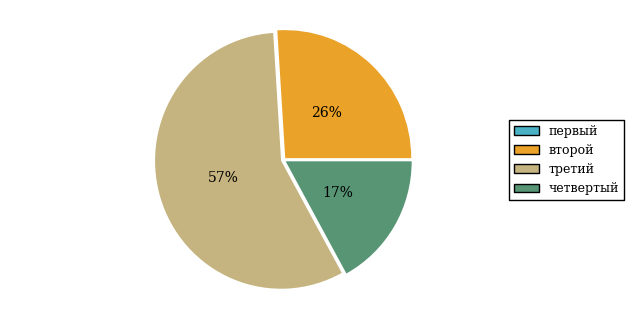 26%
57%
17%
первый
второй
третий
четвертый